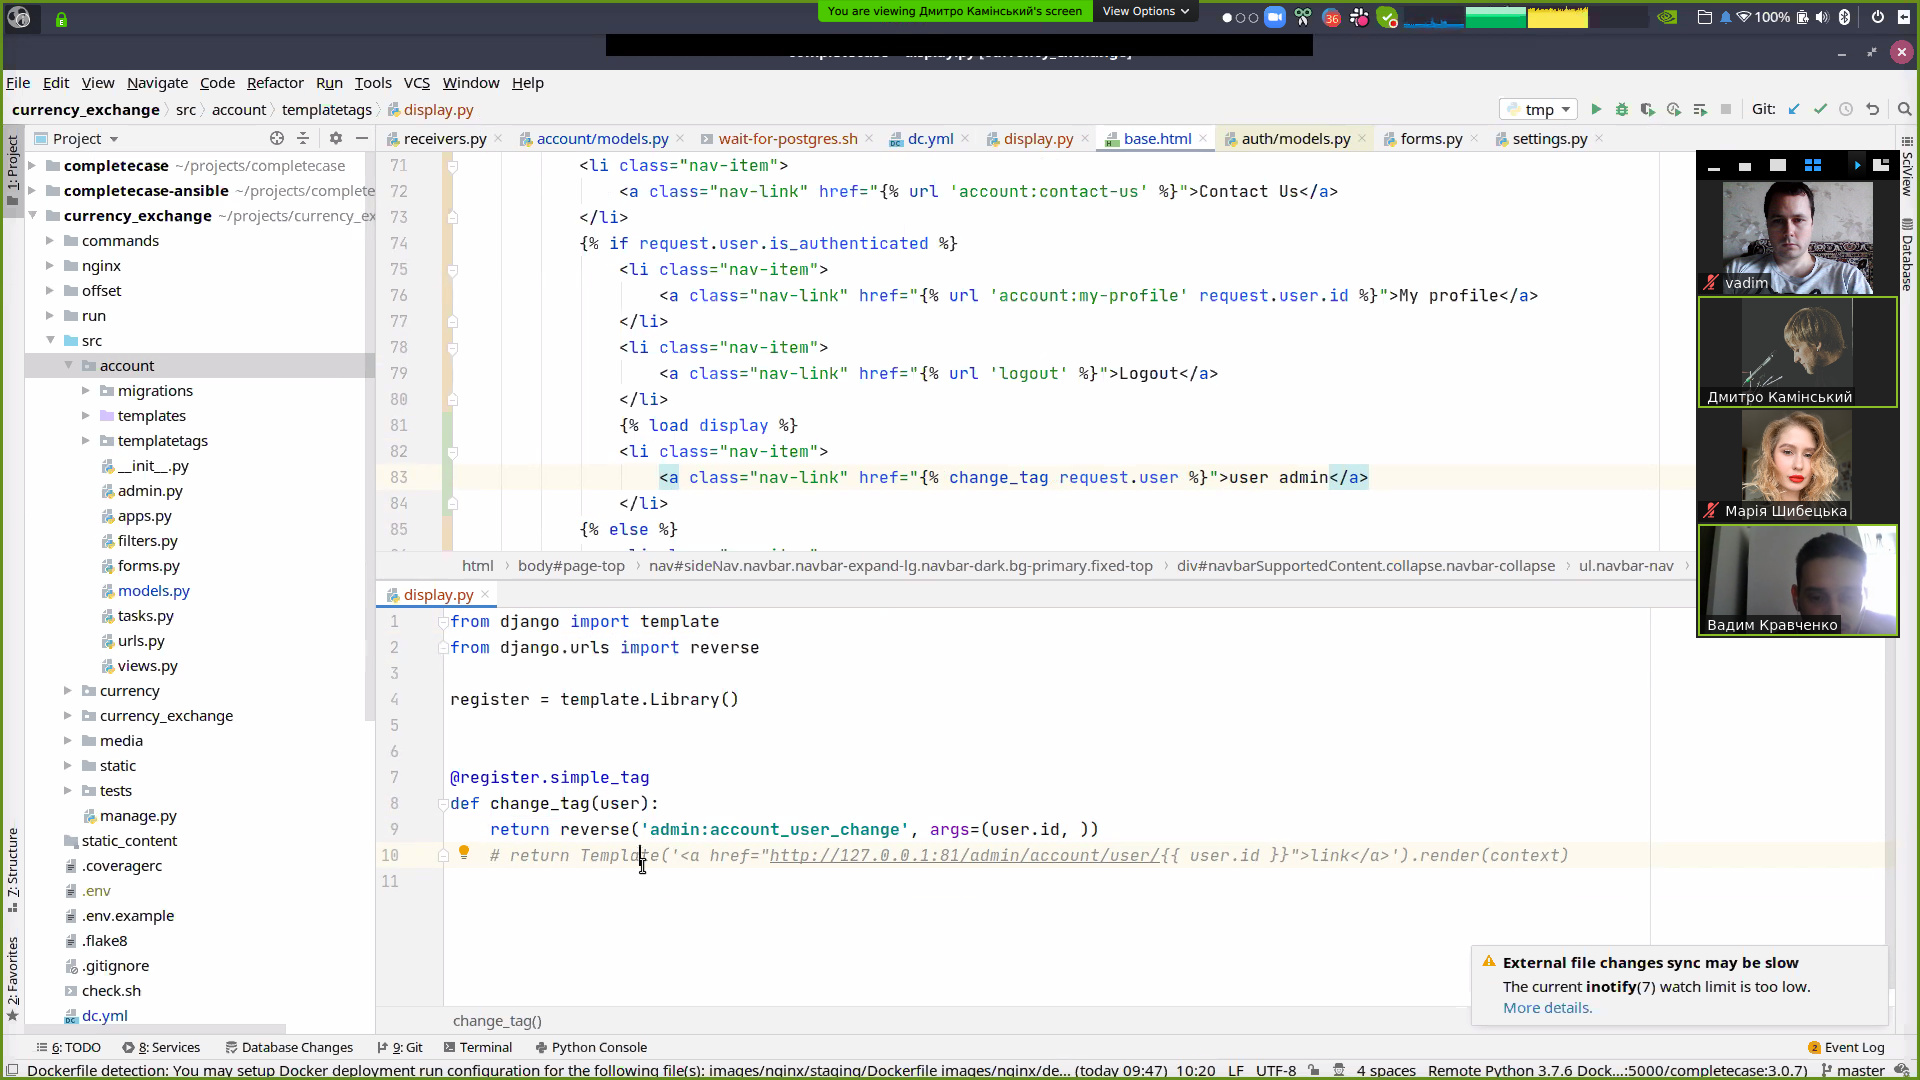 You are viewing Дмитро Камінський's screen
View Options
36
100%
File Edit View Navigate Code Refactor Run Tools VCS Window Help
currency_exchange src account templatetags display.py
tmp
Git:
Project
receivers.py account/models.py wait-for-postgres.sh dc.yml display.py base.html auth/models.py forms.py settings.py
1: Project
7: Structure
2: Favorites
SciView
Database
completecase ~/projects/completecase
completecase-ansible ~/projects/complete
currency_exchange ~/projects/currency_ex
commands
nginx
offset
run
src
account
migrations
templates
templatetags
__init__.py
admin.py
apps.py
filters.py
forms.py
models.py
tasks.py
urls.py
views.py
currency
currency_exchange
media
static
tests
manage.py
static_content
.coveragerc
.env
.env.example
.flake8
.gitignore
check.sh
dc.yml
71 <li class="nav-item">
72 <a class="nav-link" href="{% url 'account:contact-us' %}">Contact Us</a>
73 </li>
74 {% if request.user.is_authenticated %}
75 <li class="nav-item">
76 <a class="nav-link" href="{% url 'account:my-profile' request.user.id %}">My profile</a>
77 </li>
78 <li class="nav-item">
79 <a class="nav-link" href="{% url 'logout' %}">Logout</a>
80 </li>
81 {% load display %}
82 <li class="nav-item">
83 <a class="nav-link" href="{% change_tag request.user %}">user admin</a>
84 </li>
85 {% else %}
html body#page-top nav#sideNav.navbar.navbar-expand-lg.navbar-dark.bg-primary.fixed-top div#navbarSupportedContent.collapse.navbar-collapse ul.navbar-nav
display.py
1 from django import template
2 from django.urls import reverse
3
4 register = template.Library()
5
6
7 @register.simple_tag
8 def change_tag(user):
9 return reverse('admin:account_user_change', args=(user.id, ))
10 # return Template('<a href="http://127.0.0.1:81/admin/account/user/{{ user.id }}">link</a>').render(context)
11
change_tag()
vadim
Дмитро Камінський
Марія Шибецька
Вадим Кравченко
External file changes sync may be slow
The current inotify(7) watch limit is too low.
More details.
6: TODO 8: Services Database Changes 9: Git Terminal Python Console
2 Event Log
Dockerfile detection: You may setup Docker deployment run configuration for the following file(s): images/nginx/staging/Dockerfile images/nginx/de... (today 09:47) 10:20 LF UTF-8 4 spaces Remote Python 3.7.6 Dock...:5000/completecase:3.0.7) master